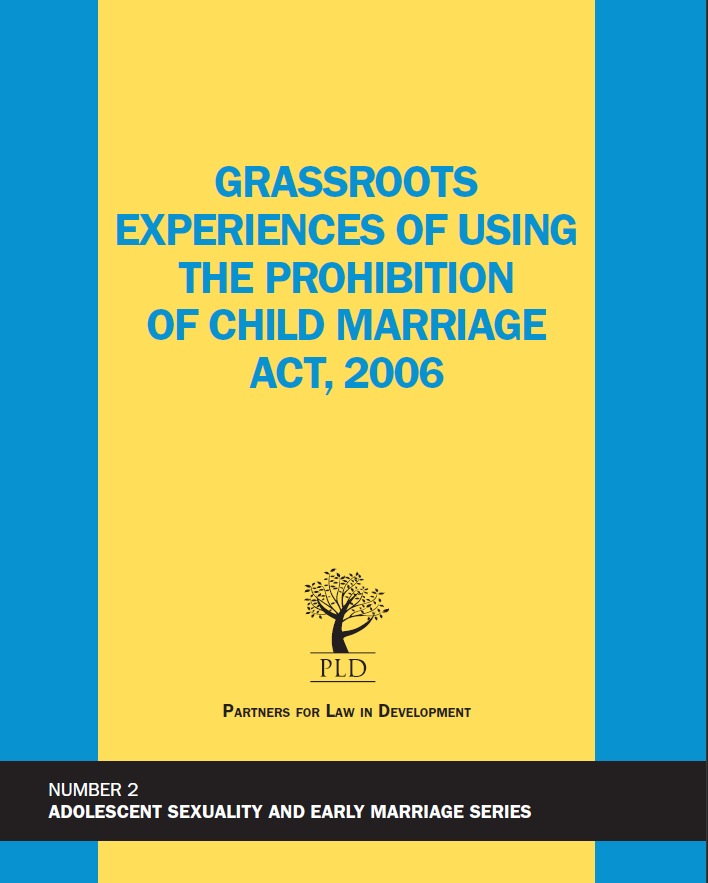 GRASSROOTS
EXPERIENCES OF USING
THE PROHIBITION
OF CHILD MARRIAGE
ACT, 2006
PLD
PARTNERS FOR LAW IN DEVELOPMENT
NUMBER 2
ADOLESCENT SEXUALITY AND EARLY MARRIAGE SERIES